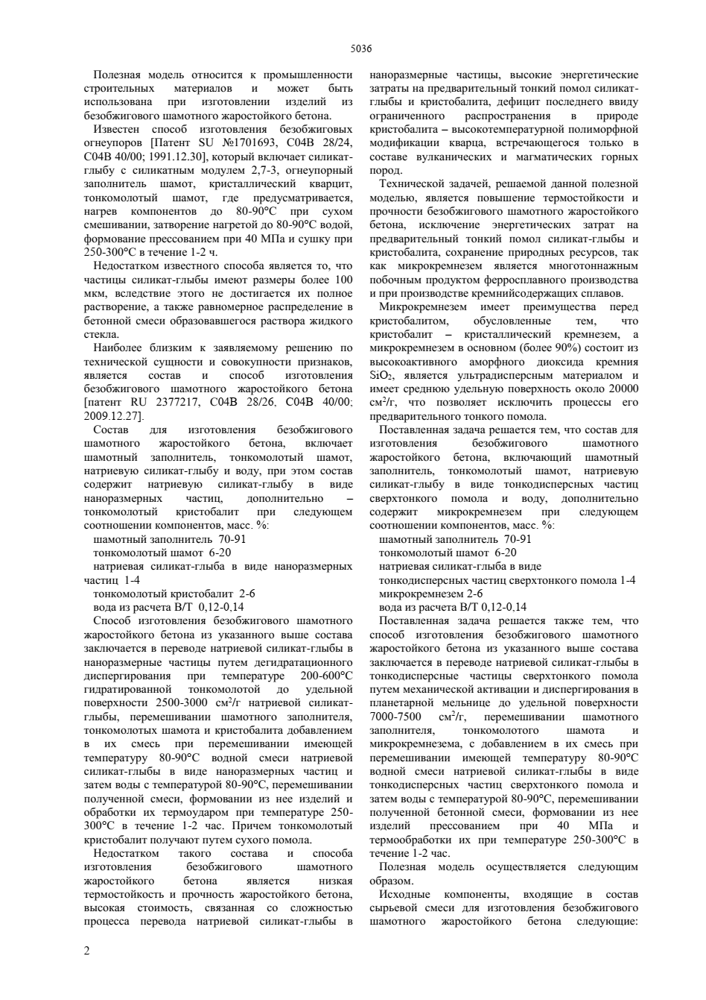 5036
Полезная модель относится к промышленности
строительных материалов и может быть
использована при изготовлении изделий из
безобжигового шамотного жаростойкого бетона.
Известен способ изготовления безобжиговых
огнеупоров [Патент SU №1701693, С04В 28/24,
С04В 40/00; 1991.12.30], который включает силикат-
глыбу с силикатным модулем 2,7-3, огнеупорный
заполнитель шамот, кристаллический кварцит,
тонкомолотый шамот, где предусматривается,
нагрев компонентов до 80-90°С при сухом
смешивании, затворение нагретой до 80-90°С водой,
формование прессованием при 40 МПа и сушку при
250-300°С в течение 1-2 ч.
Недостатком известного способа является то, что
частицы силикат-глыбы имеют размеры более 100
мкм, вследствие этого не достигается их полное
растворение, а также равномерное распределение в
бетонной смеси образовавшегося раствора жидкого
стекла.
Наиболее близким к заявляемому решению по
технической сущности и совокупности признаков,
является состав и способ изготовления
безобжигового шамотного жаростойкого бетона
[патент RU 2377217, С04В 28/26, С04В 40/00;
2009.12.27].
Состав для изготовления безобжигового
шамотного жаростойкого бетона, включает
шамотный заполнитель, тонкомолотый шамот,
натриевую силикат-глыбу и воду, при этом состав
содержит натриевую силикат-глыбу в виде
наноразмерных частиц, дополнительно –
тонкомолотый кристобалит при следующем
соотношении компонентов, масс. %:
шамотный заполнитель 70-91
тонкомолотый шамот 6-20
натриевая силикат-глыба в виде наноразмерных
частиц 1-4
тонкомолотый кристобалит 2-6
вода из расчета В/Т 0,12-0,14
Способ изготовления безобжигового шамотного
жаростойкого бетона из указанного выше состава
заключается в переводе натриевой силикат-глыбы в
наноразмерные частицы путем дегидратационного
диспергирования при температуре 200-600°С
гидратированной тонкомолотой до удельной
поверхности 2500-3000 см²/г натриевой силикат-
глыбы, перемешивании шамотного заполнителя,
тонкомолотых шамота и кристобалита добавлением
в их смесь при перемешивании имеющей
температуру 80-90°С водной смеси натриевой
силикат-глыбы в виде наноразмерных частиц и
затем воды с температурой 80-90°С, перемешивании
полученной смеси, формовании из нее изделий и
обработки их термоударом при температуре 250-
300°С в течение 1-2 час. Причем тонкомолотый
кристобалит получают путем сухого помола.
Недостатком такого состава и способа
изготовления безобжигового шамотного
жаростойкого бетона является низкая
термостойкость и прочность жаростойкого бетона,
высокая стоимость, связанная со сложностью
процесса перевода натриевой силикат-глыбы в
наноразмерные частицы, высокие энергетические
затраты на предварительный тонкий помол силикат-
глыбы и кристобалита, дефицит последнего ввиду
ограниченного распространения в природе
кристобалита – высокотемпературной полиморфной
модификации кварца, встречающегося только в
составе вулканических и магматических горных
пород.
Технической задачей, решаемой данной полезной
моделью, является повышение термостойкости и
прочности безобжигового шамотного жаростойкого
бетона, исключение энергетических затрат на
предварительный тонкий помол силикат-глыбы и
кристобалита, сохранение природных ресурсов, так
как микрокремнезем является многотоннажным
побочным продуктом ферросплавного производства
и при производстве кремнийсодержащих сплавов.
Микрокремнезем имеет преимущества перед
кристобалитом, обусловленные тем, что
кристобалит – кристаллический кремнезем, а
микрокремнезем в основном (более 90%) состоит из
высокоактивного аморфного диоксида кремния
SiO₂, является ультрадисперсным материалом и
имеет среднюю удельную поверхность около 20000
см²/г, что позволяет исключить процессы его
предварительного тонкого помола.
Поставленная задача решается тем, что состав для
изготовления безобжигового шамотного
жаростойкого бетона, включающий шамотный
заполнитель, тонкомолотый шамот, натриевую
силикат-глыбу в виде тонкодисперсных частиц
сверхтонкого помола и воду, дополнительно
содержит микрокремнезем при следующем
соотношении компонентов, масс. %:
шамотный заполнитель 70-91
тонкомолотый шамот 6-20
натриевая силикат-глыба в виде
тонкодисперсных частиц сверхтонкого помола 1-4
микрокремнезем 2-6
вода из расчета В/Т 0,12-0,14
Поставленная задача решается также тем, что
способ изготовления безобжигового шамотного
жаростойкого бетона из указанного выше состава
заключается в переводе натриевой силикат-глыбы в
тонкодисперсные частицы сверхтонкого помола
путем механической активации и диспергирования в
планетарной мельнице до удельной поверхности
7000-7500 см²/г, перемешивании шамотного
заполнителя, тонкомолотого шамота и
микрокремнезема, с добавлением в их смесь при
перемешивании имеющей температуру 80-90°С
водной смеси натриевой силикат-глыбы в виде
тонкодисперсных частиц сверхтонкого помола и
затем воды с температурой 80-90°С, перемешивании
полученной бетонной смеси, формовании из нее
изделий прессованием при 40 МПа и
термообработки их при температуре 250-300°С в
течение 1-2 час.
Полезная модель осуществляется следующим
образом.
Исходные компоненты, входящие в состав
сырьевой смеси для изготовления безобжигового
шамотного жаростойкого бетона следующие:
2